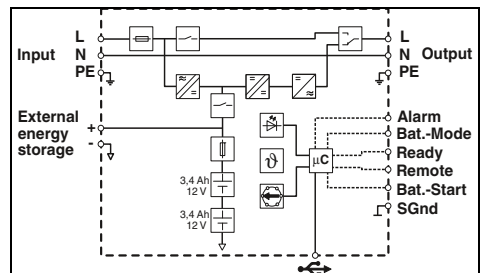 L
L
Input
N
N
Output
PE
PE
External
energy
storage
+
-
Alarm
Bat.-Mode
Ready
Remote
Bat.-Start
SGnd
ϑ
µC
3,4 Ah
12 V
3,4 Ah
12 V